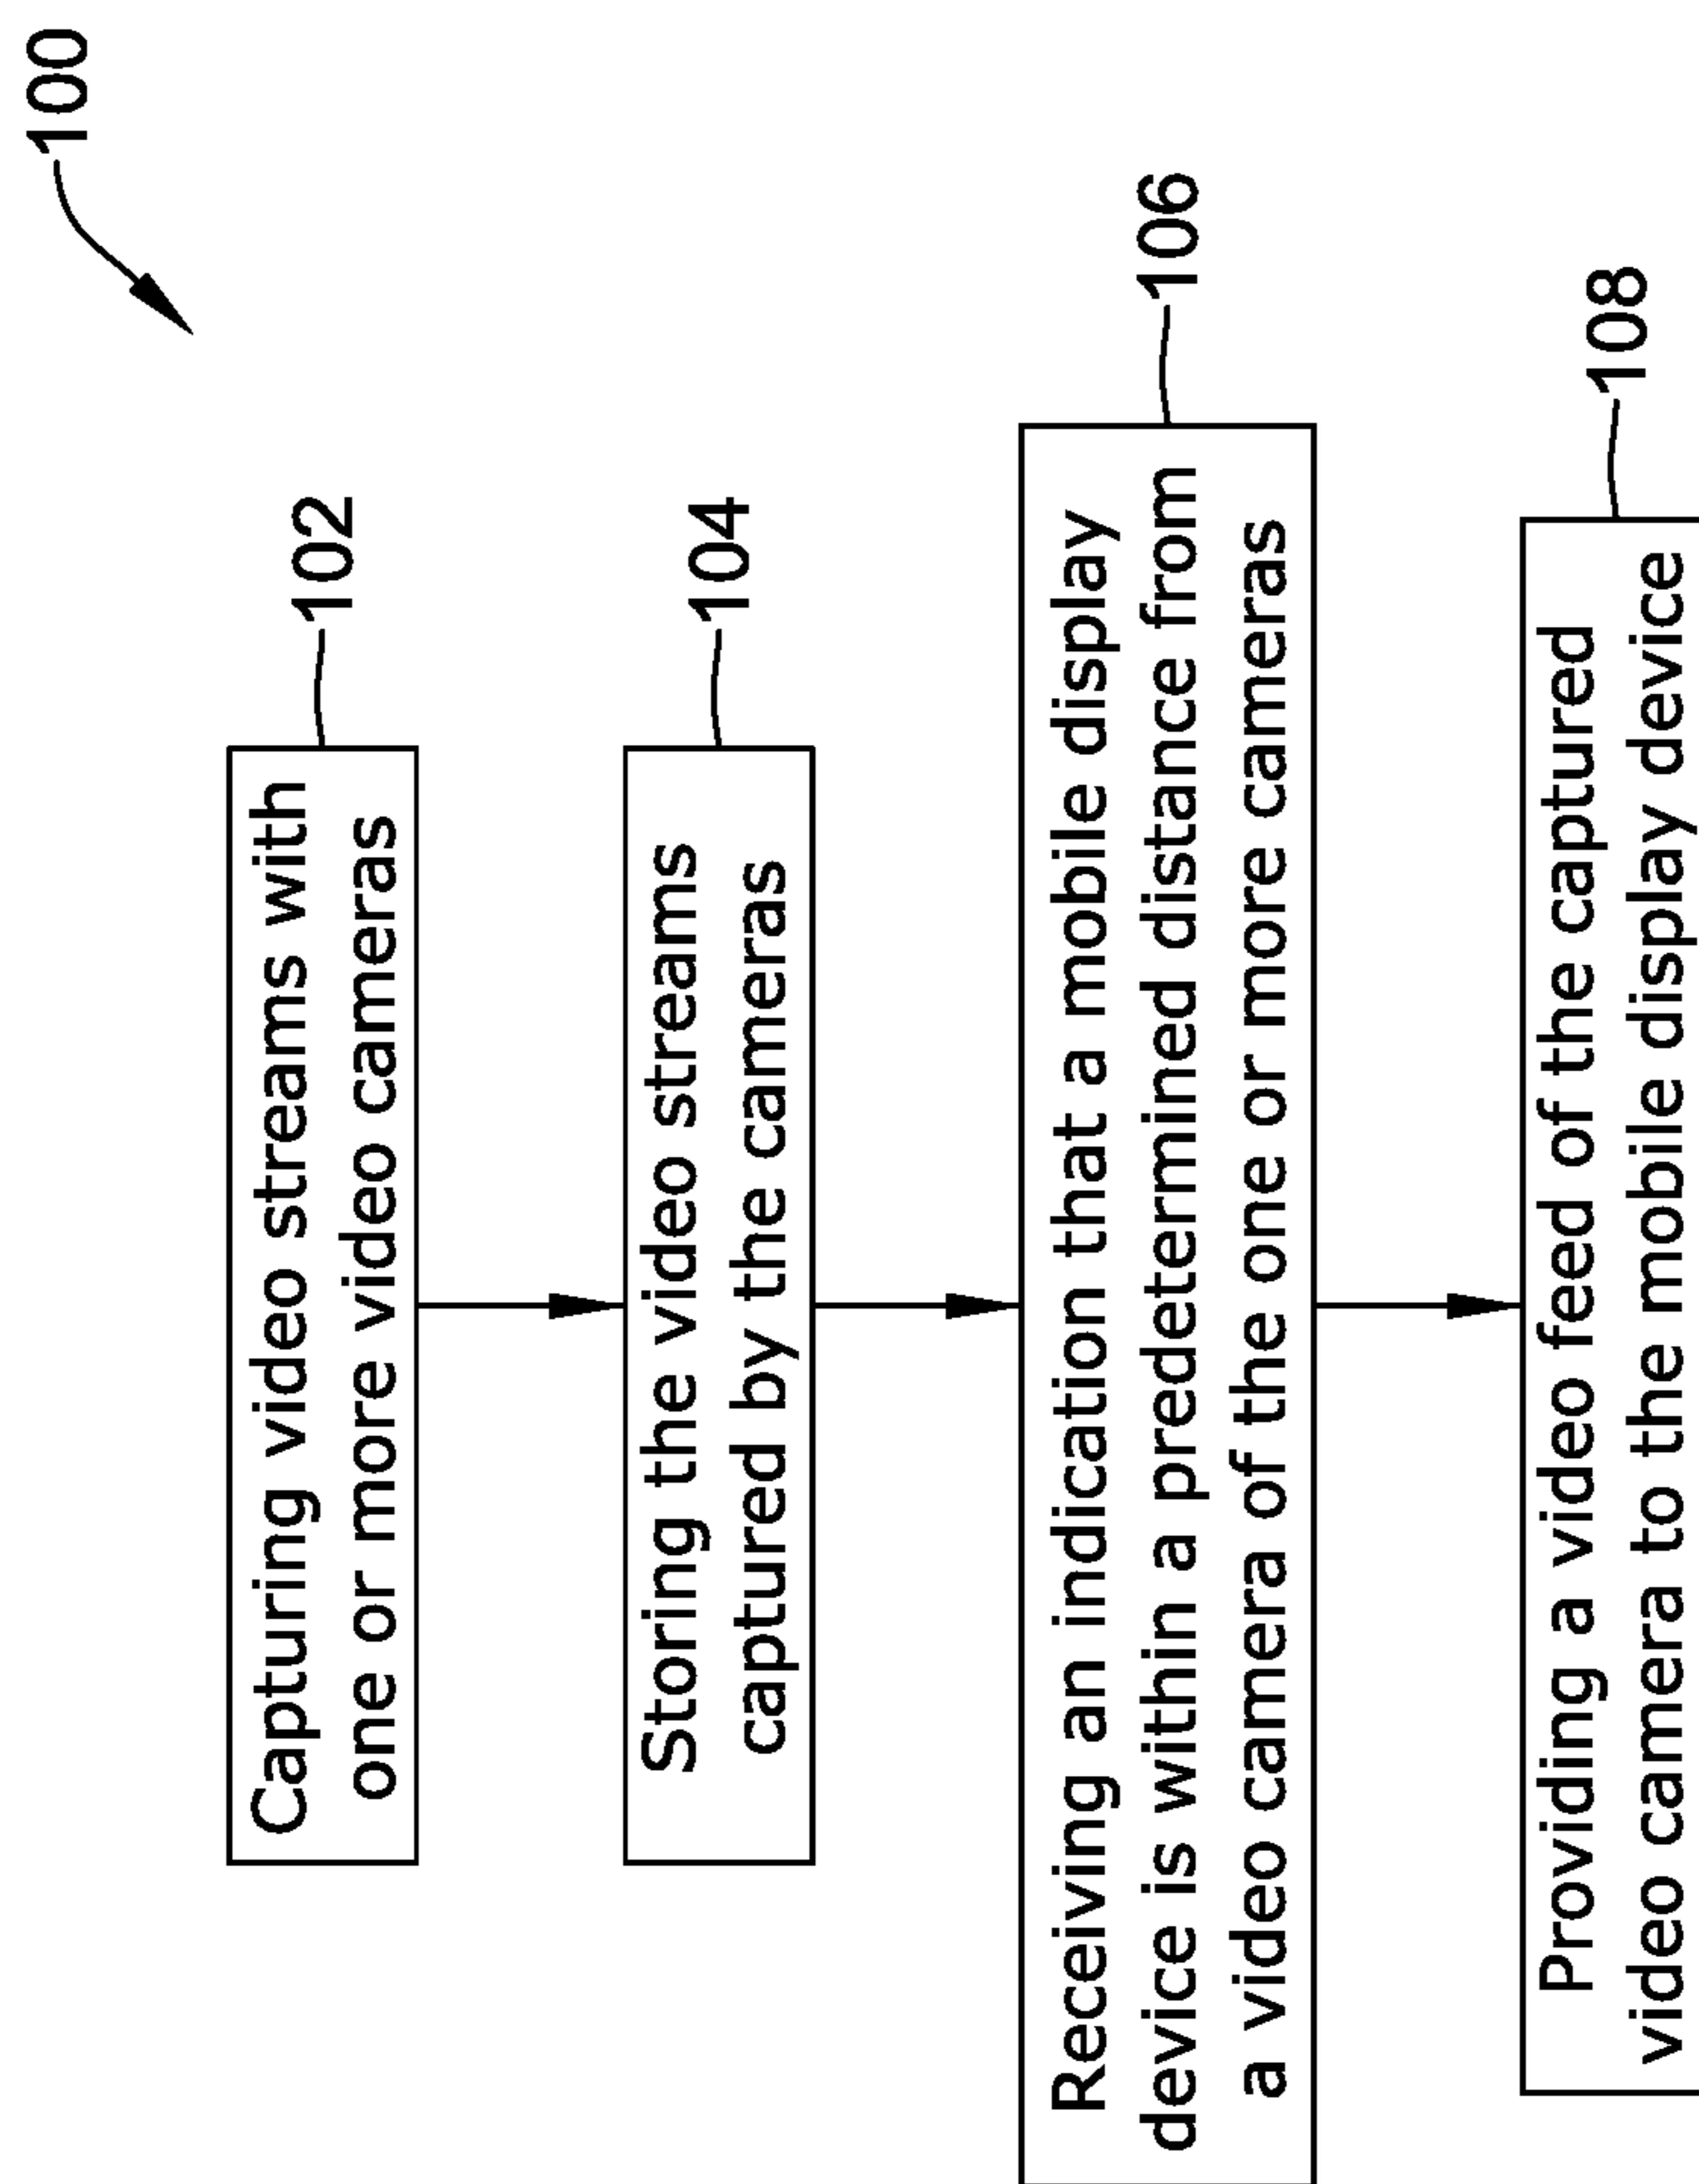 100
Capturing video streams with
one or more video cameras
102
Storing the video streams
captured by the cameras
104
Receiving an indication that a mobile display
device is within a predetermined distance from
a video camera of the one or more cameras
106
Providing a video feed of the captured
video camera to the mobile display device
108